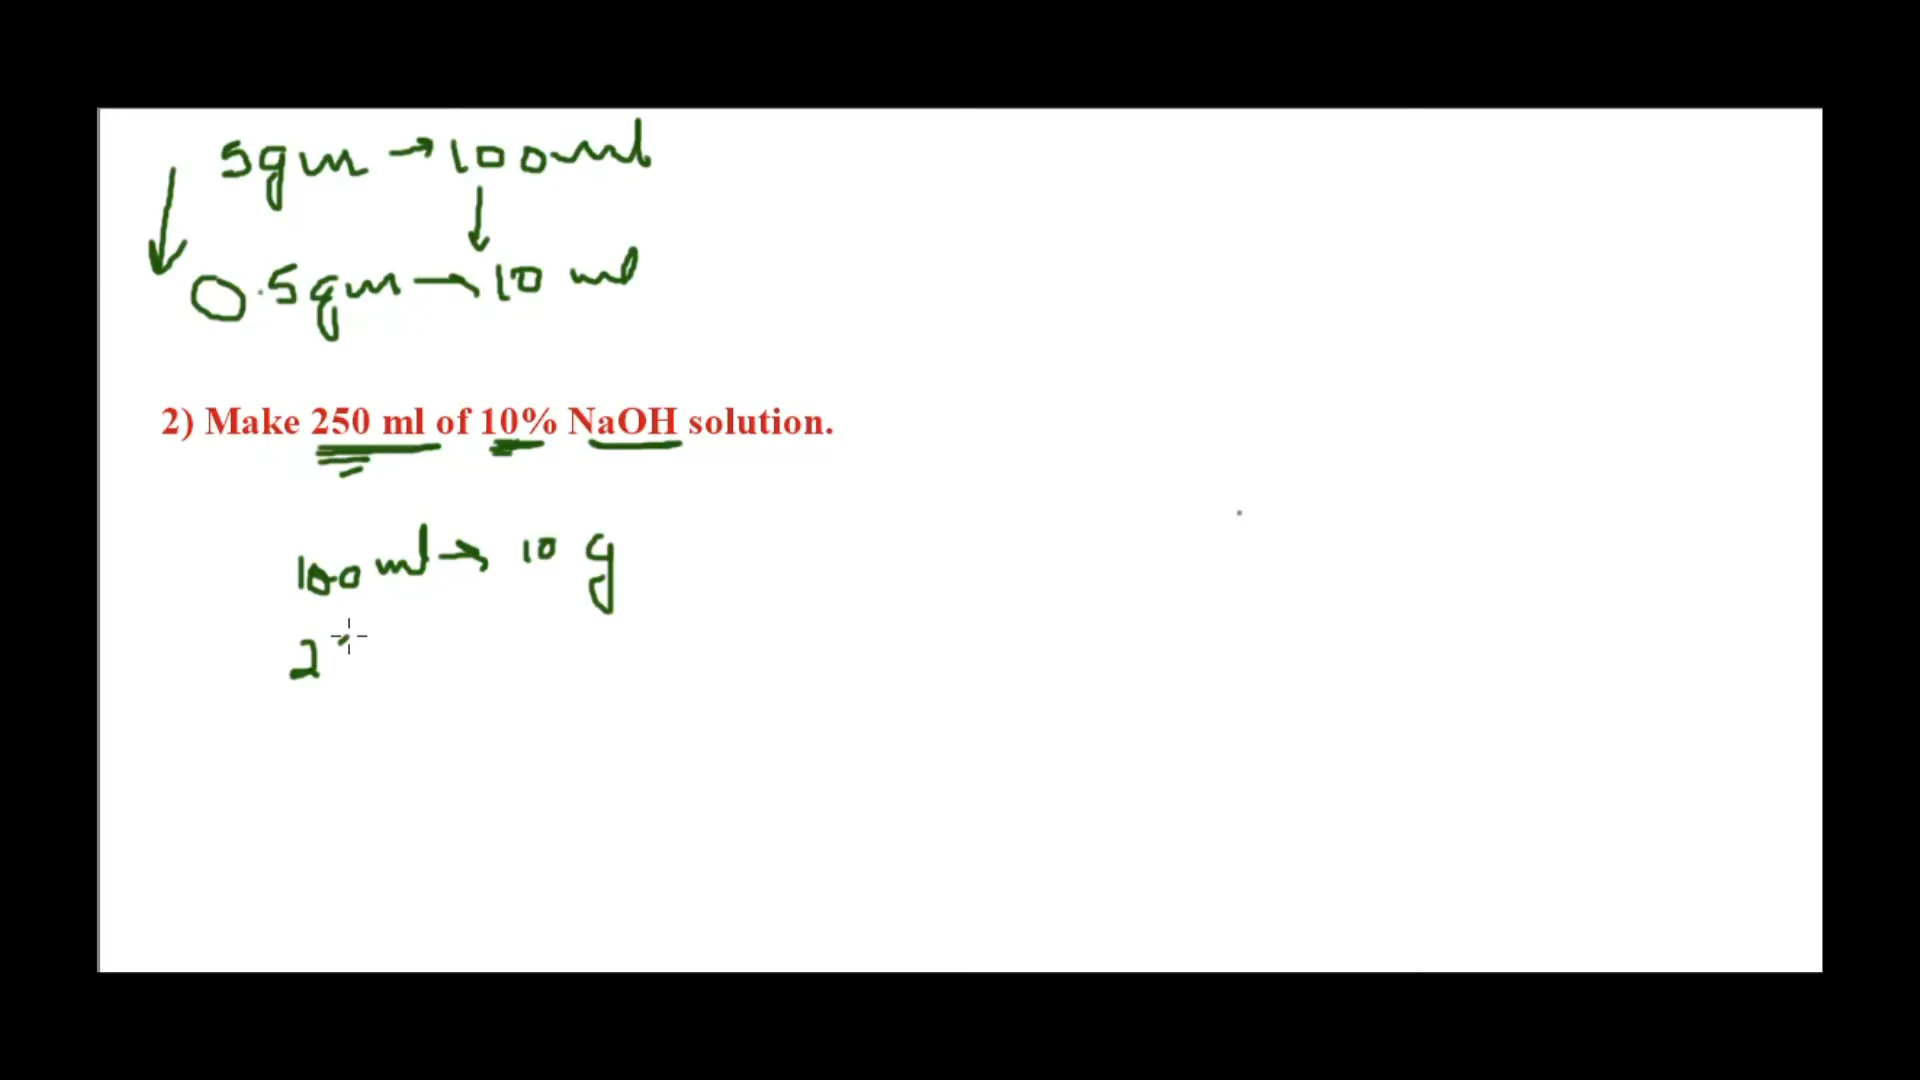 5gm → 100ml
0.5gm → 10 ml
2) Make 250 ml of 10% NaOH solution.
100 ml → 10 g
2